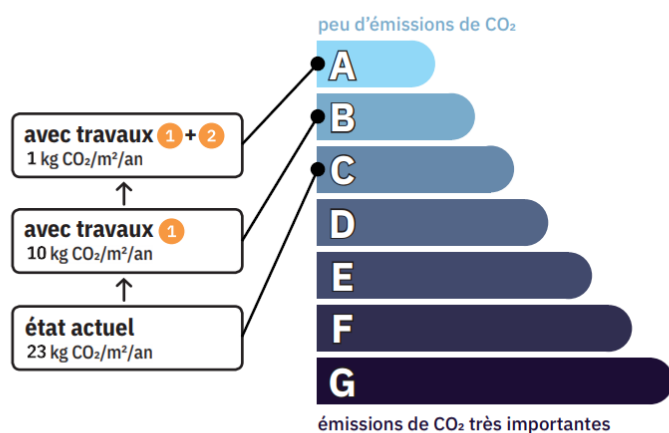 peu d'émissions de CO₂
A
B
C
D
E
F
G
émissions de CO₂ très importantes
avec travaux 1 + 2
1 kg CO₂/m²/an
avec travaux 1
10 kg CO₂/m²/an
état actuel
23 kg CO₂/m²/an